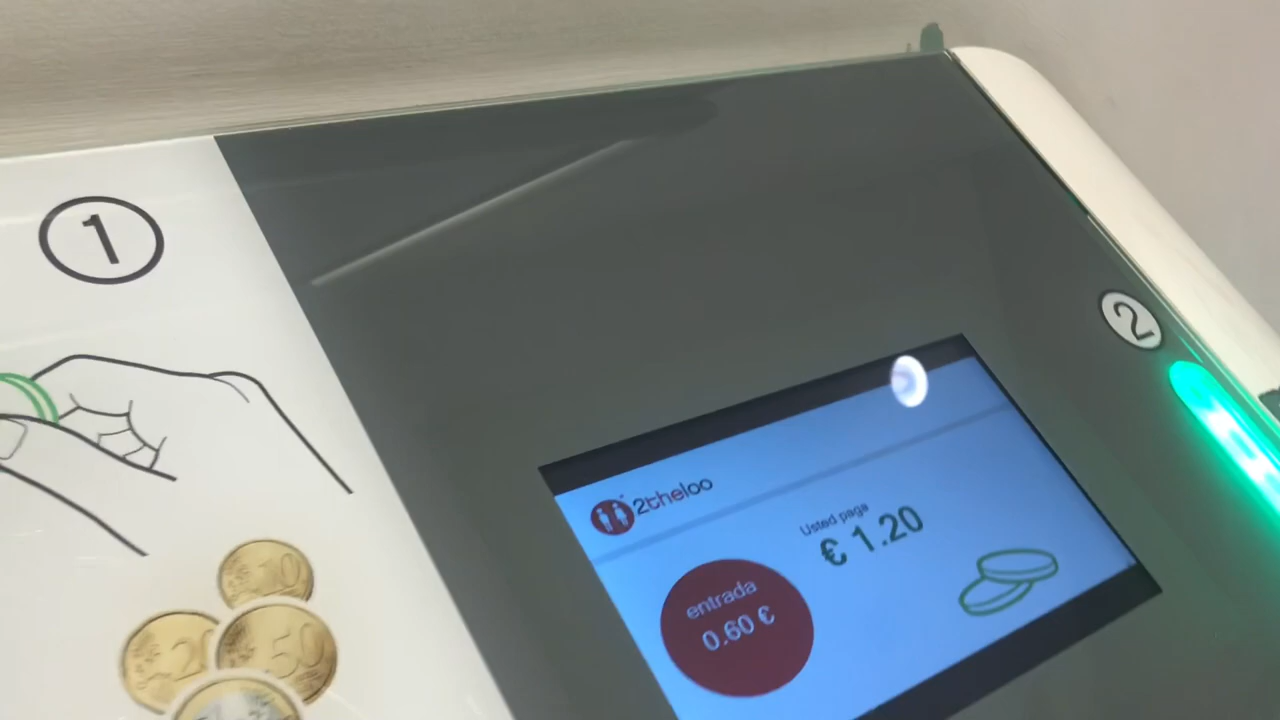 1
2
2theloo
Usted paga
€ 1.20
entrada
0.60 €
10
20
50